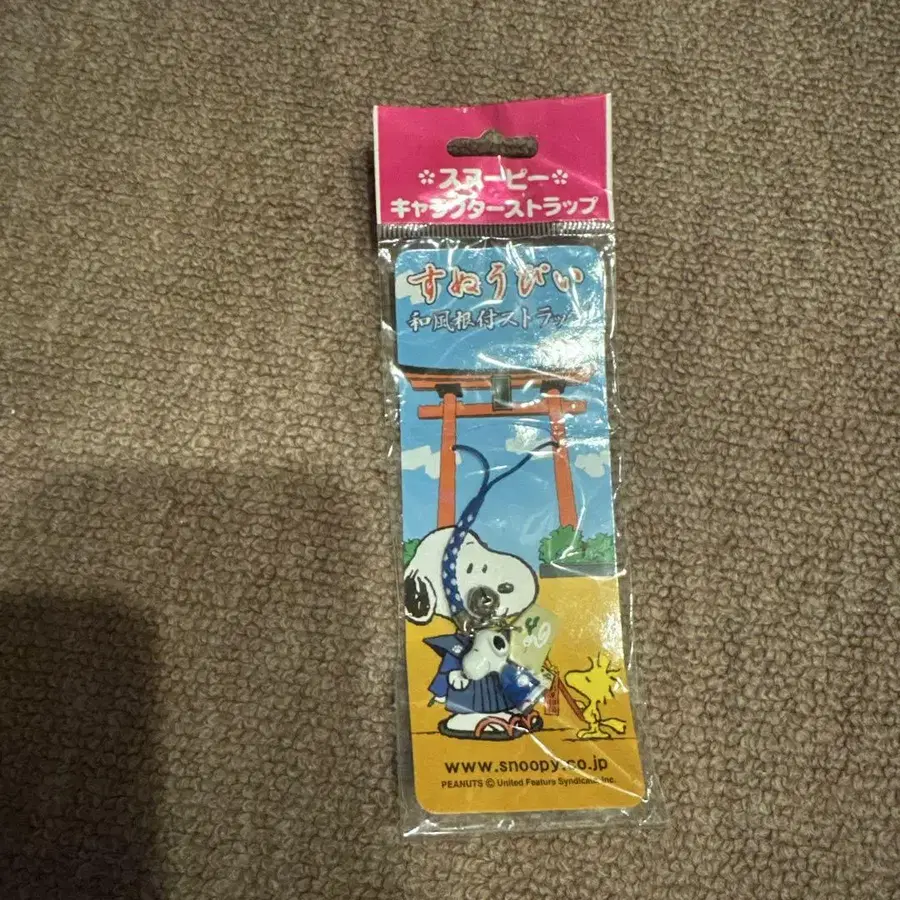 スヌーピー
キャラクターストラップ
すぬうぴい
和風根付ストラップ
www.snoopy.co.jp
PEANUTS © United Feature Syndicate, Inc.